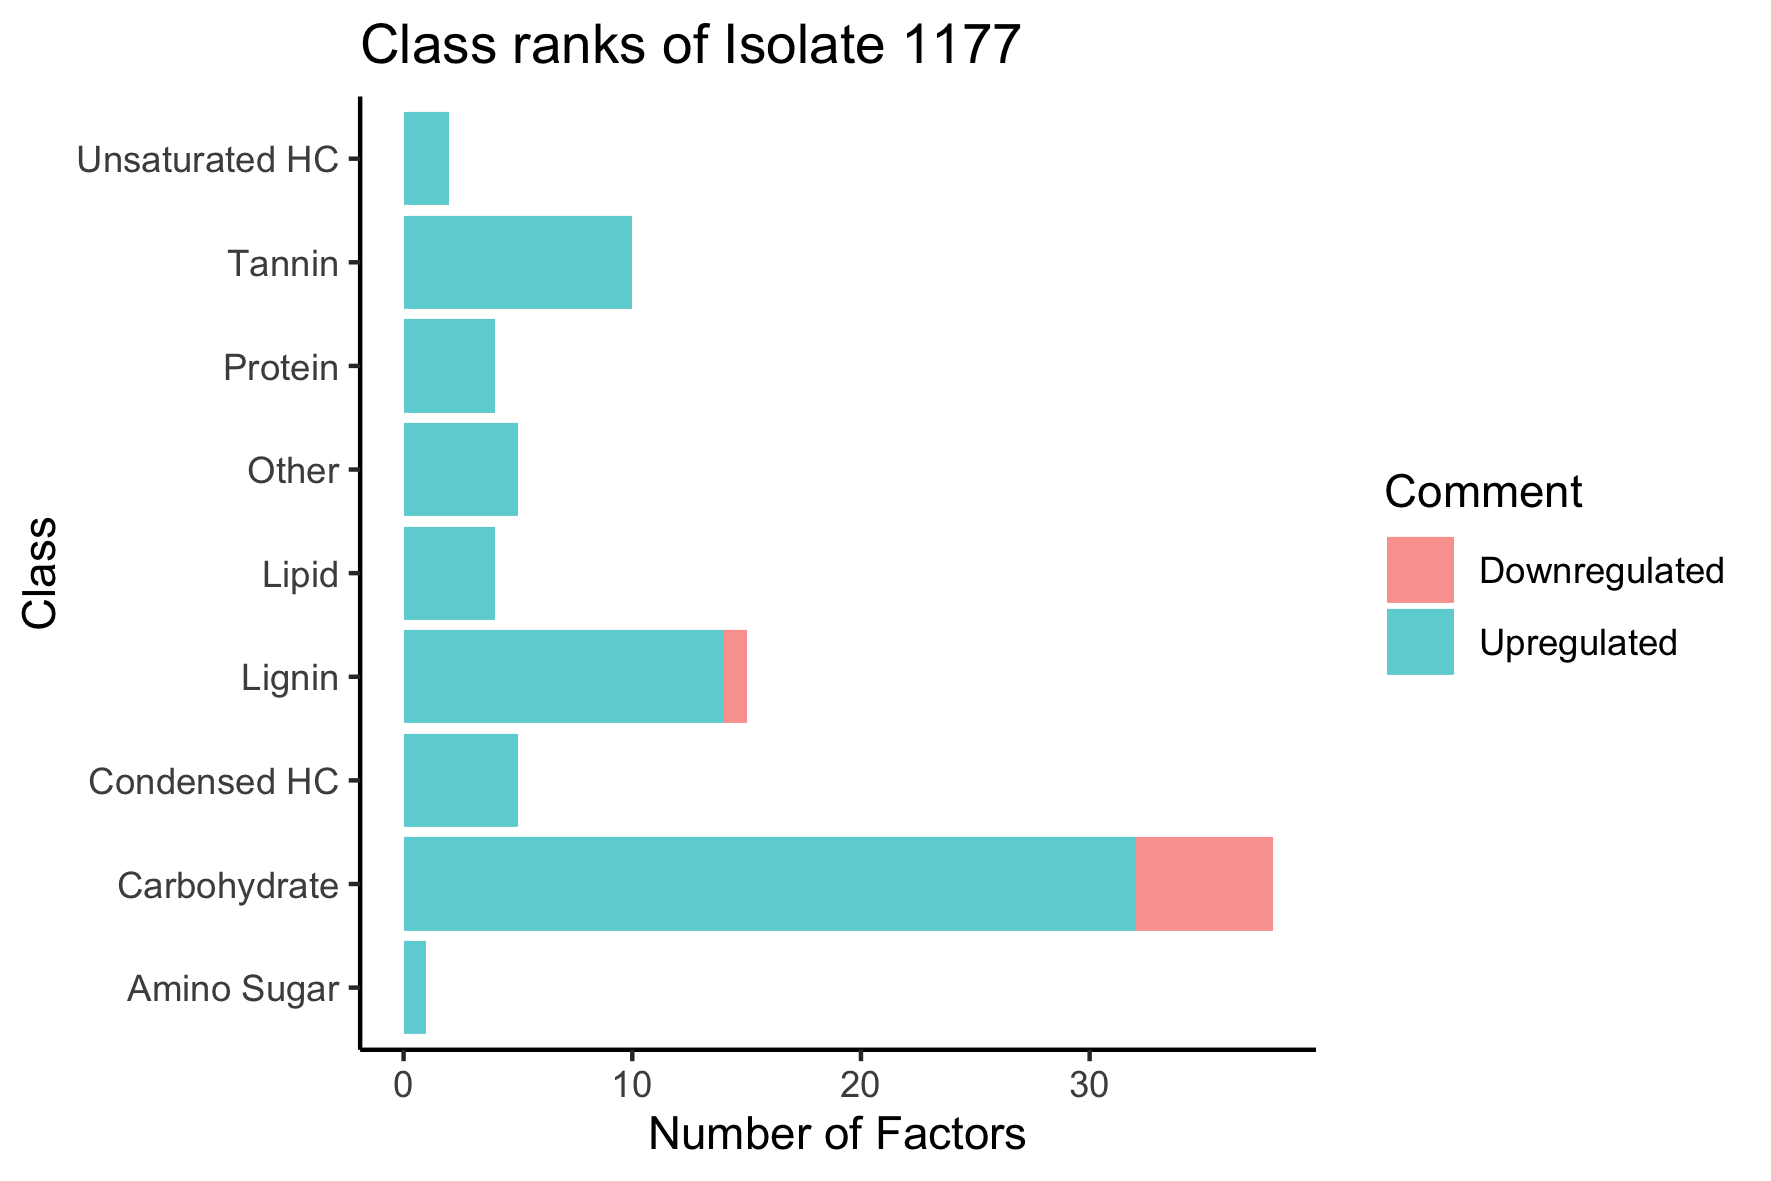 Class ranks of Isolate 1177
Unsaturated HC
Tannin
Protein
Other
Lipid
Lignin
Condensed HC
Carbohydrate
Amino Sugar
Class
0 10 20 30
Number of Factors
Comment
Downregulated
Upregulated